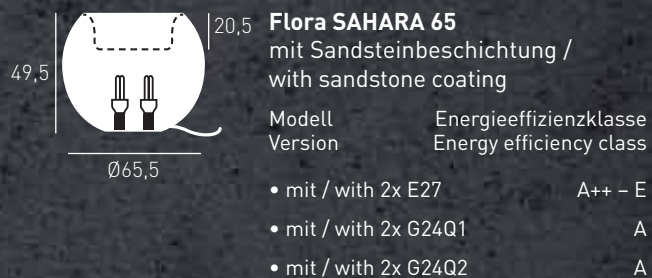 20,5
49,5
Ø65,5
Flora SAHARA 65
mit Sandsteinbeschichtung /
with sandstone coating
Modell Energieeffizienzklasse
Version Energy efficiency class
• mit / with 2x E27 A++ – E
• mit / with 2x G24Q1 A
• mit / with 2x G24Q2 A